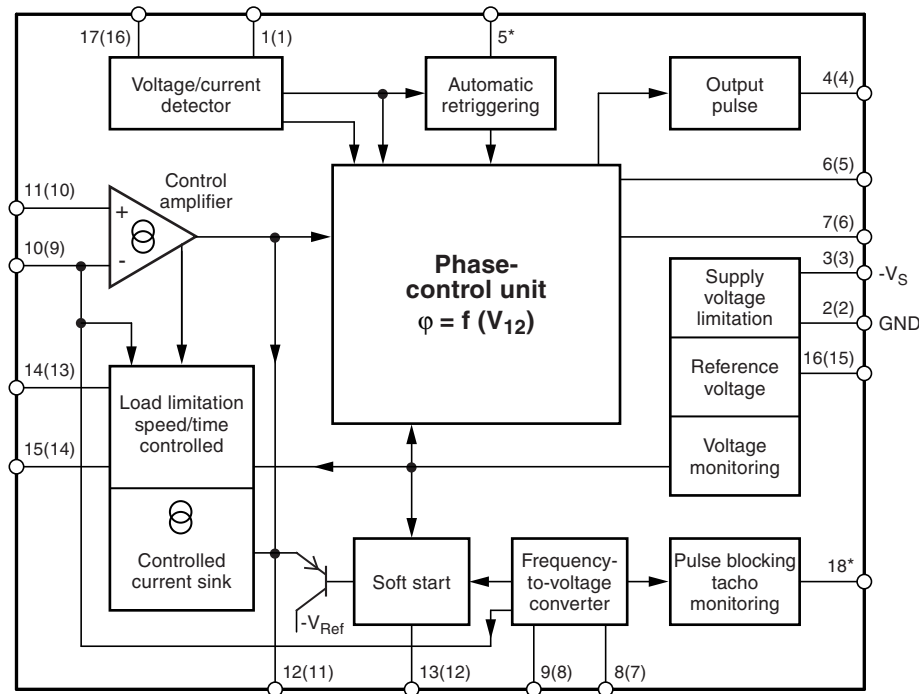 17(16)
1(1)
5*
Voltage/current
detector
Automatic
retriggering
Output
pulse
4(4)
6(5)
7(6)
11(10)
10(9)
+
-
Control
amplifier
Phase-
control unit
φ = f (V12)
3(3)
-VS
2(2)
GND
16(15)
Supply
voltage
limitation
Reference
voltage
Voltage
monitoring
14(13)
15(14)
Load limitation
speed/time
controlled
Controlled
current sink
-VRef
Soft start
Frequency-
to-voltage
converter
Pulse blocking
tacho
monitoring
18*
12(11)
13(12)
9(8)
8(7)